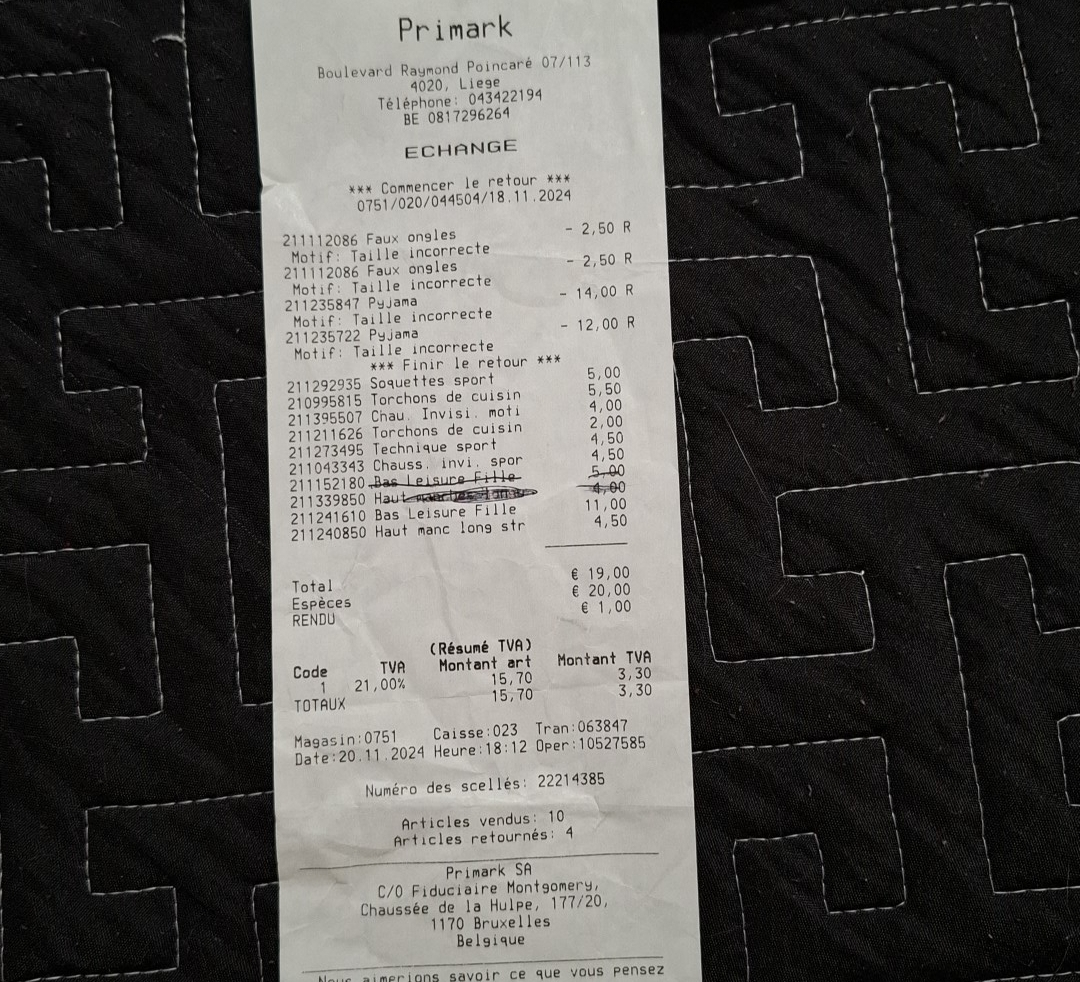 Primark
Boulevard Raymond Poincaré 07/113
4020, Liege
Téléphone: 043422194
BE 0817296264
ECHANGE
*** Commencer le retour ***
0751/020/044504/18.11.2024
211112086 Faux ongles - 2,50 R
Motif: Taille incorrecte
211112086 Faux ongles - 2,50 R
Motif: Taille incorrecte
211235847 Pyjama - 14,00 R
Motif: Taille incorrecte
211235722 Pyjama - 12,00 R
Motif: Taille incorrecte
*** Finir le retour ***
211292935 Soquettes sport 5,00
210995815 Torchons de cuisin 5,50
211395507 Chau. Invisi. moti 4,00
211211626 Torchons de cuisin 2,00
211273495 Technique sport 4,50
211043343 Chauss. invi. spor 4,50
211152180 Bas Leisure Fille 5,00
211339850 Haut 4,00
211241610 Bas Leisure Fille 11,00
211240850 Haut manc long str 4,50
Total € 19,00
Espèces € 20,00
RENDU € 1,00
(Résumé TVA)
Code TVA Montant art Montant TVA
1 21,00% 15,70 3,30
TOTAUX 15,70 3,30
Magasin:0751 Caisse:023 Tran:063847
Date:20.11.2024 Heure:18:12 Oper:10527585
Numéro des scellés: 22214385
Articles vendus: 10
Articles retournés: 4
Primark SA
C/O Fiduciaire Montgomery,
Chaussée de la Hulpe, 177/20,
1170 Bruxelles
Belgique
Nous aimerions savoir ce que vous pensez